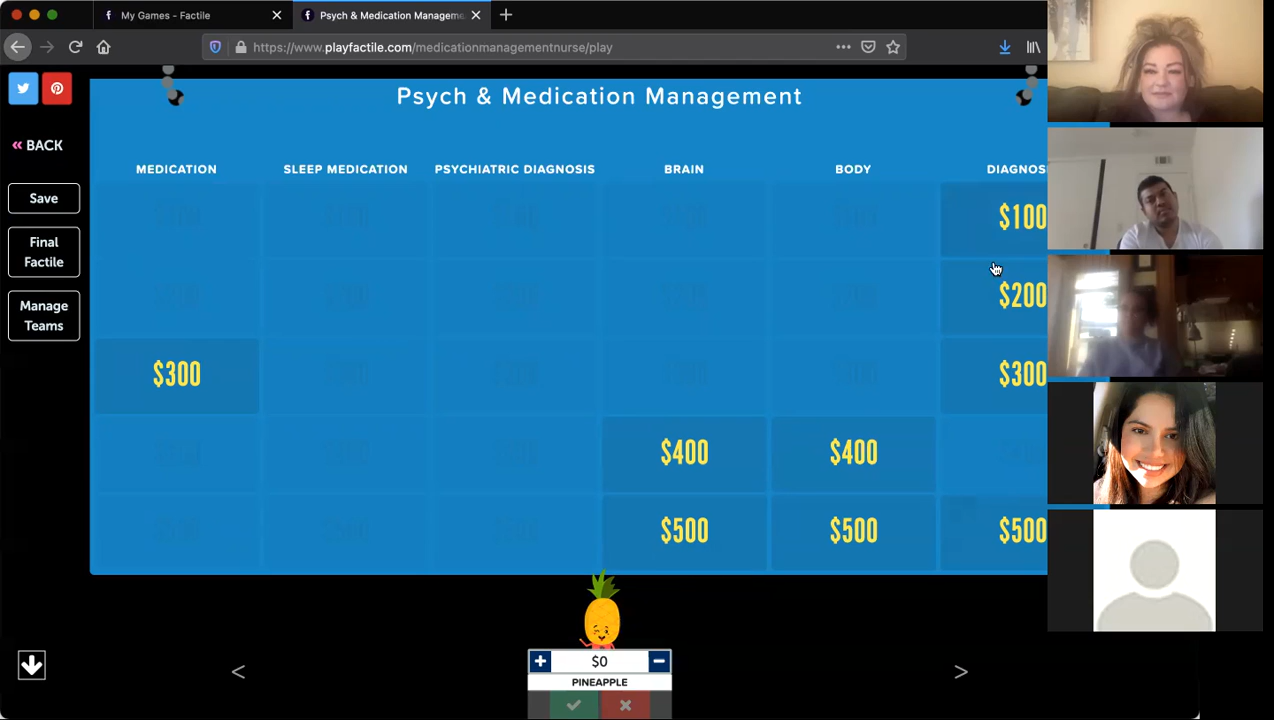 My Games - Factile
Psych & Medication Managem
https://www.playfactile.com/medicationmanagementnurse/play
Psych & Medication Management
BACK
MEDICATION SLEEP MEDICATION PSYCHIATRIC DIAGNOSIS BRAIN BODY DIAGNOS
Save
$100
Final
Factile
$200
Manage
Teams
$300 $300
$400 $400
$500 $500 $500
$0
PINEAPPLE